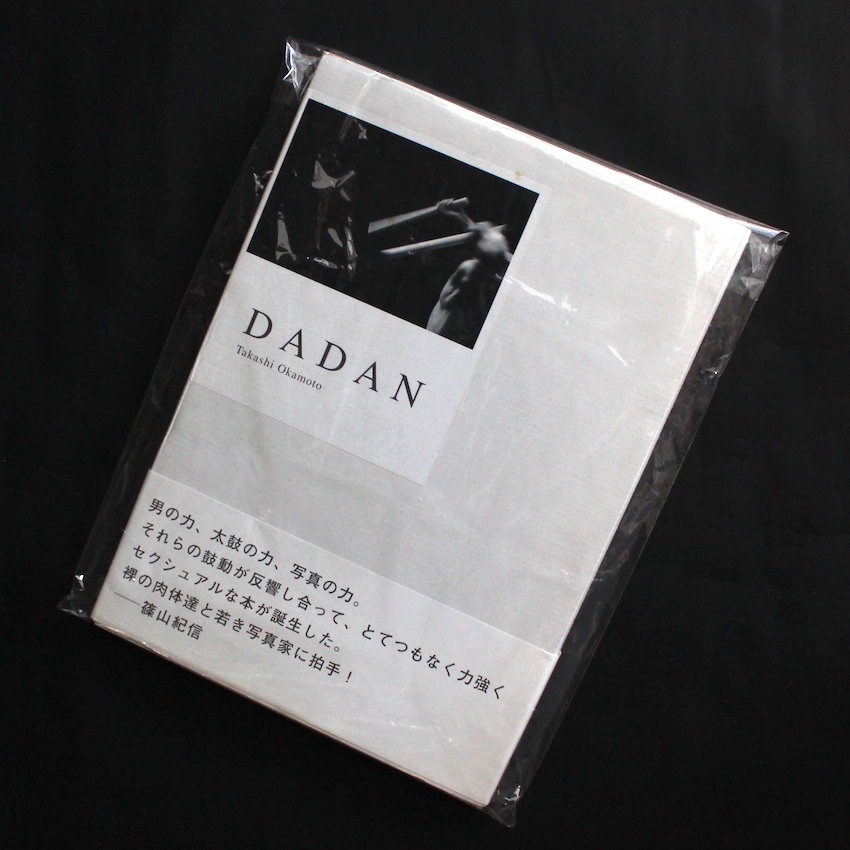 DADAN
Takashi Okamoto
男の力、太鼓の力、写真の力。
それらの鼓動が反響し合って、とてつもなく力強く
セクシュアルな本が誕生した。
裸の肉体達と若き写真家に拍手！
──篠山紀信